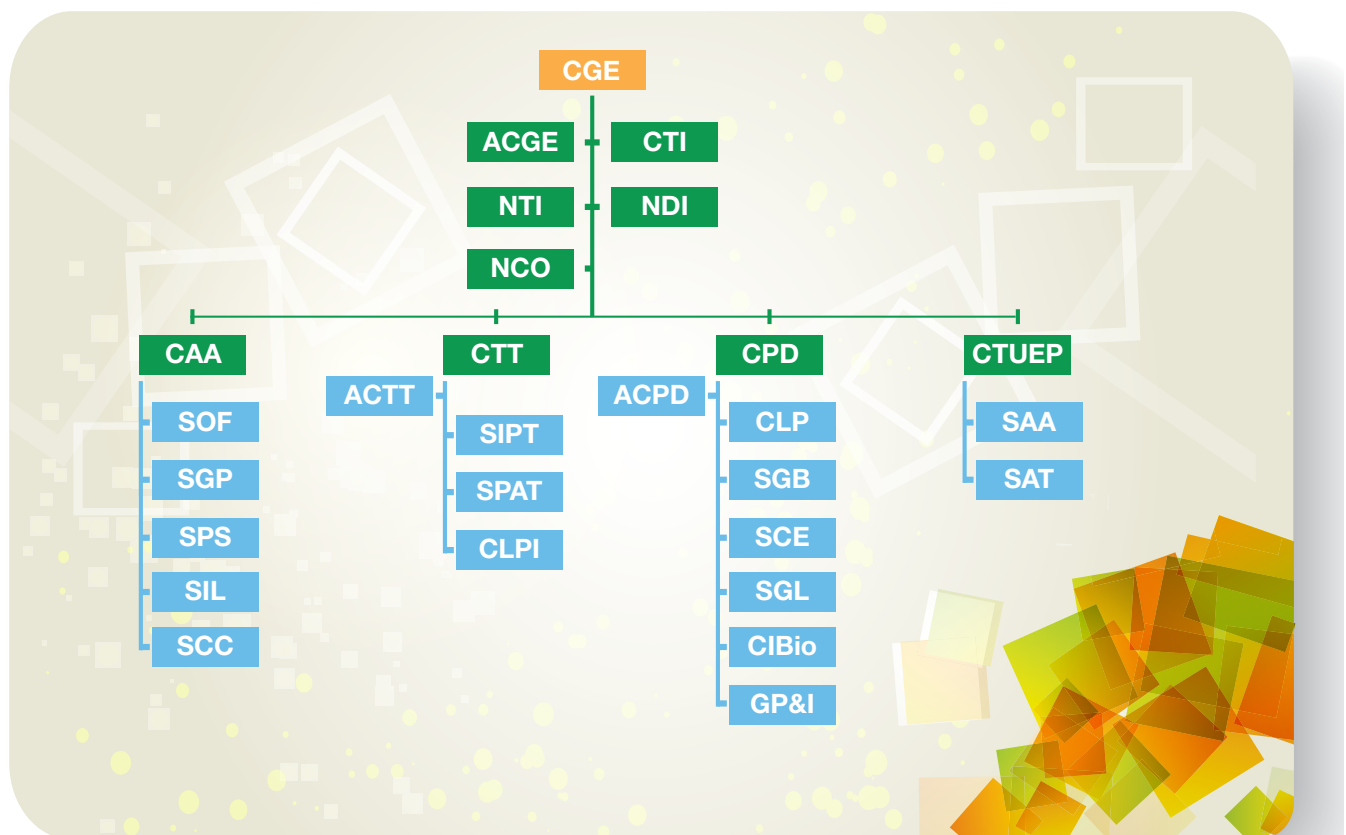 CGE
ACGE
CTI
NTI
NDI
NCO
CAA
CTT
CPD
CTUEP
SOF
SGP
SPS
SIL
SCC
ACTT
SIPT
SPAT
CLPI
ACPD
CLP
SGB
SCE
SGL
CIBio
GP&I
SAA
SAT